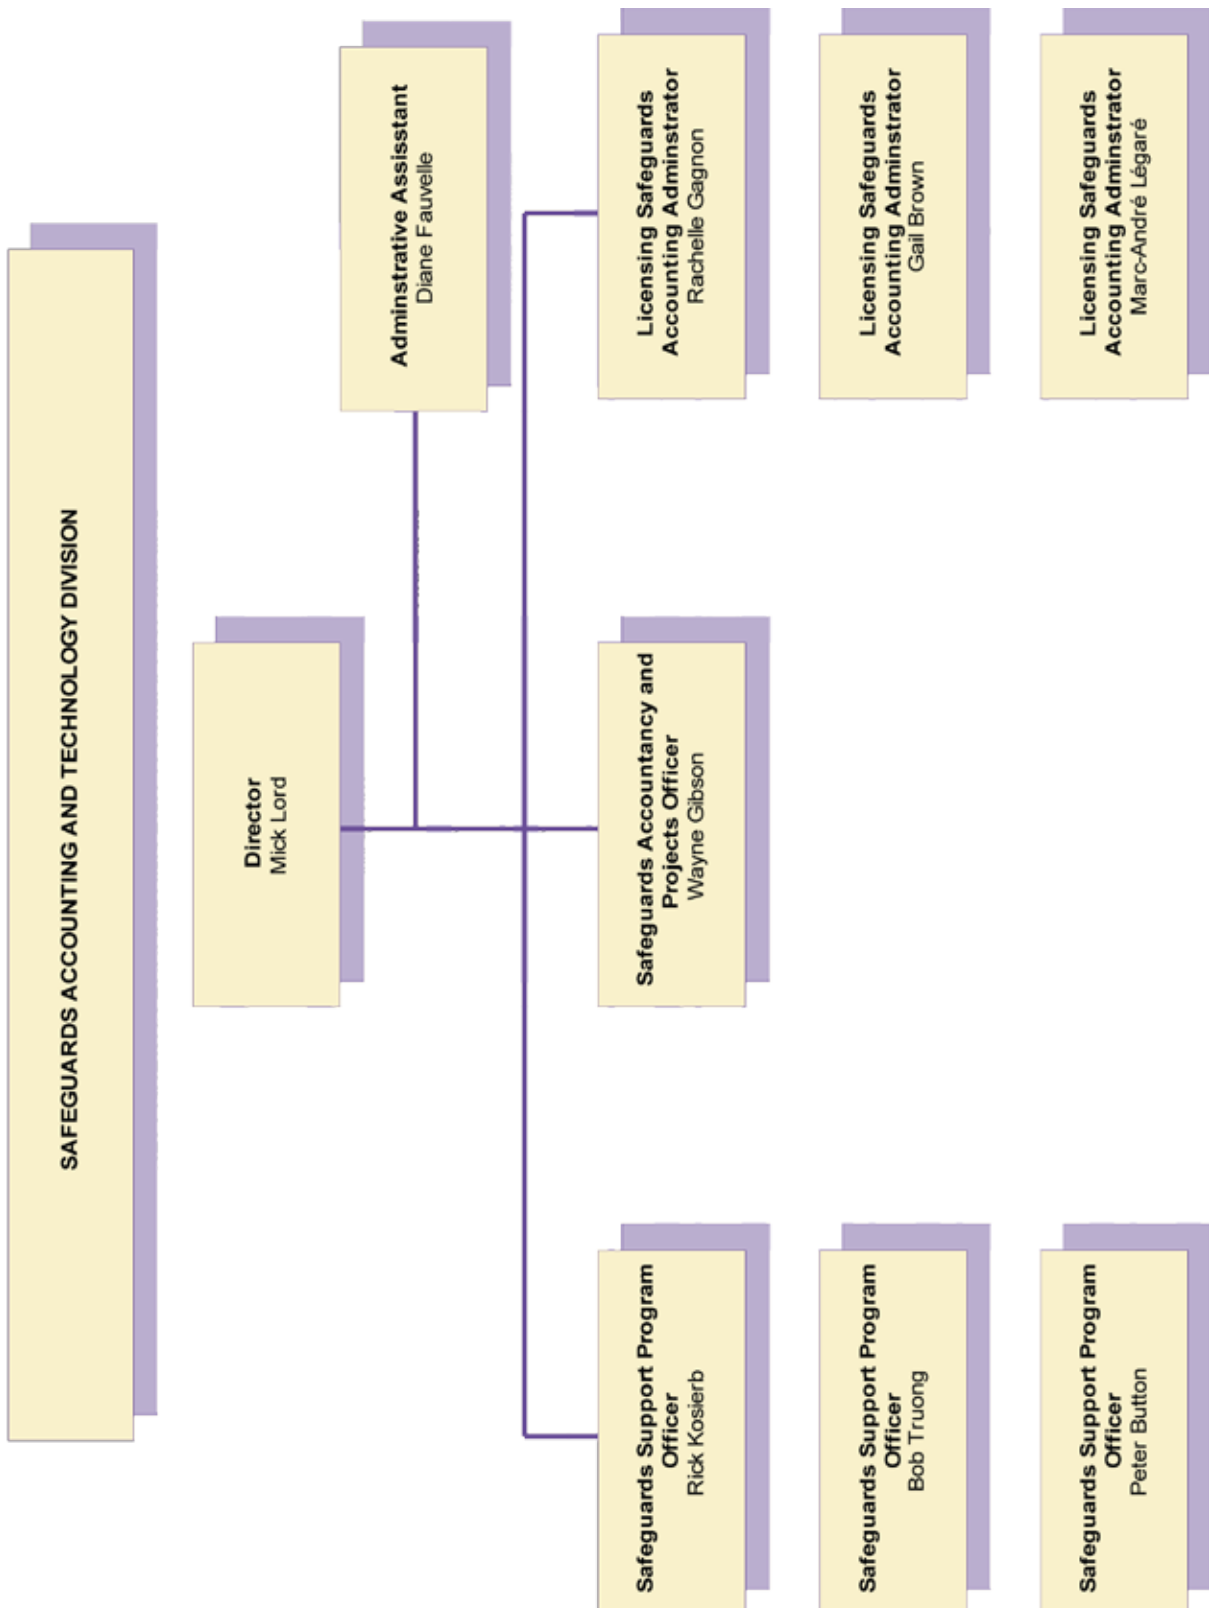 SAFEGUARDS ACCOUNTING AND TECHNOLOGY DIVISION
Director
Mick Lord
Adminstrative Assisstant
Diane Fauvelle
Safeguards Support Program
Officer
Rick Kosierb
Safeguards Accountancy and
Projects Officer
Wayne Gibson
Licensing Safeguards
Accounting Adminstrator
Rachelle Gagnon
Safeguards Support Program
Officer
Bob Truong
Licensing Safeguards
Accounting Adminstrator
Gail Brown
Safeguards Support Program
Officer
Peter Button
Licensing Safeguards
Accounting Adminstrator
Marc-André Légaré